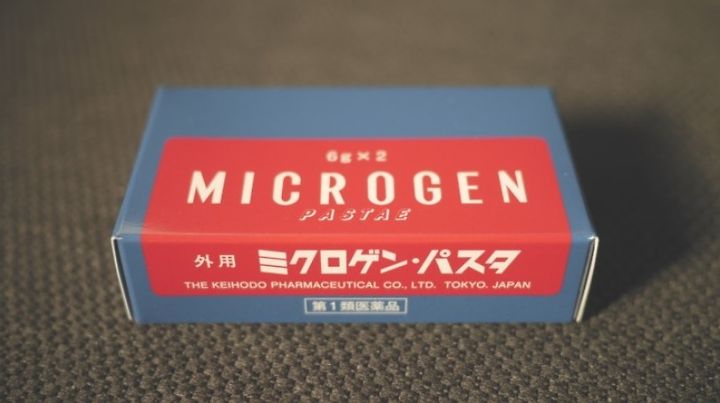 6g×2
MICROGEN
PASTAE
外用 ミクロゲン・パスタ
THE KEIHODO PHARMACEUTICAL CO., LTD. TOKYO. JAPAN
第1類医薬品